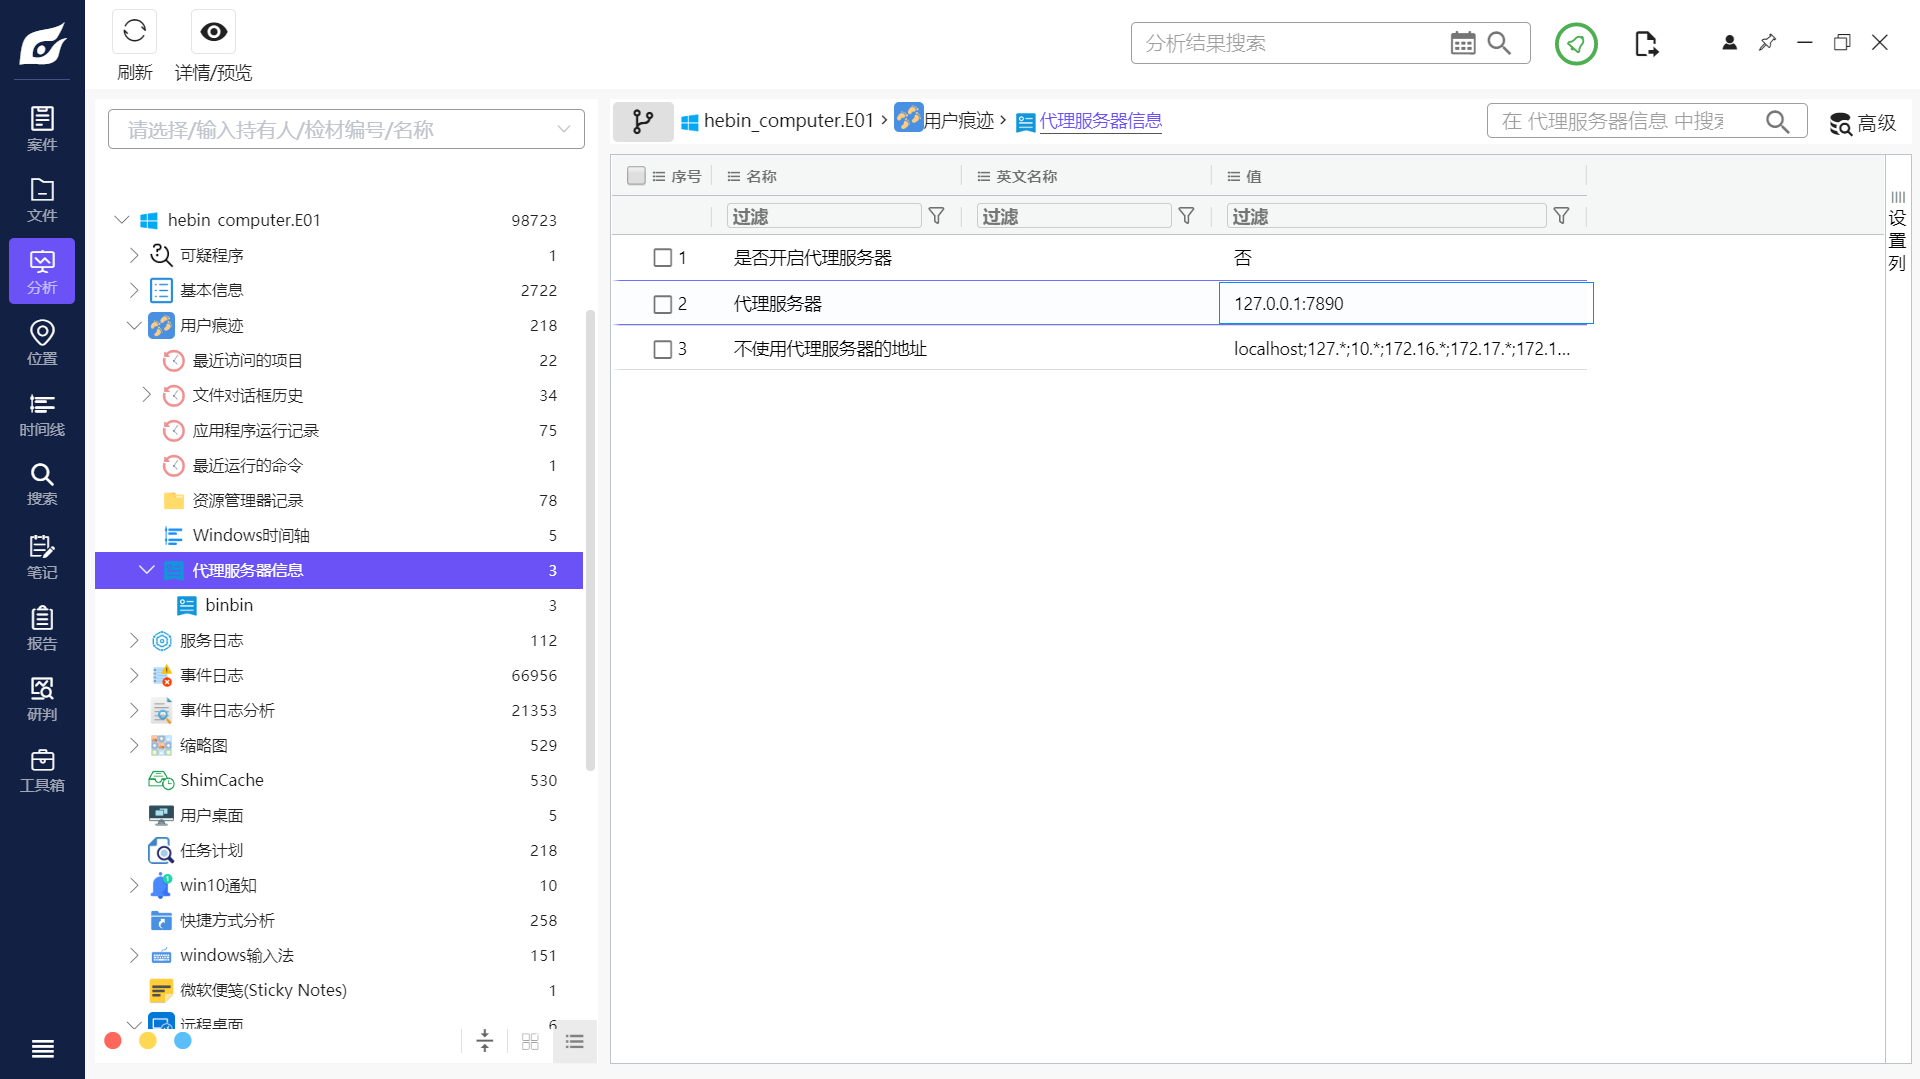 刷新
详情/预览
分析结果搜索
案件
文件
分析
位置
时间线
搜索
笔记
报告
研判
工具箱
请选择/输入持有人/检材编号/名称
hebin_computer.E01 98723
可疑程序 1
基本信息 2722
用户痕迹 218
最近访问的项目 22
文件对话框历史 34
应用程序运行记录 75
最近运行的命令 1
资源管理器记录 78
Windows时间轴 5
代理服务器信息 3
binbin 3
服务日志 112
事件日志 66956
事件日志分析 21353
缩略图 529
ShimCache 530
用户桌面 5
任务计划 218
win10通知 10
快捷方式分析 258
windows输入法 151
微软便笺(Sticky Notes) 1
远程桌面 6
hebin_computer.E01 › 用户痕迹 › 代理服务器信息
在 代理服务器信息 中搜索
高级
序号 名称 英文名称 值
过滤 过滤 过滤
1 是否开启代理服务器 否
2 代理服务器 127.0.0.1:7890
3 不使用代理服务器的地址 localhost;127.*;10.*;172.16.*;172.17.*;172.1...
设置列